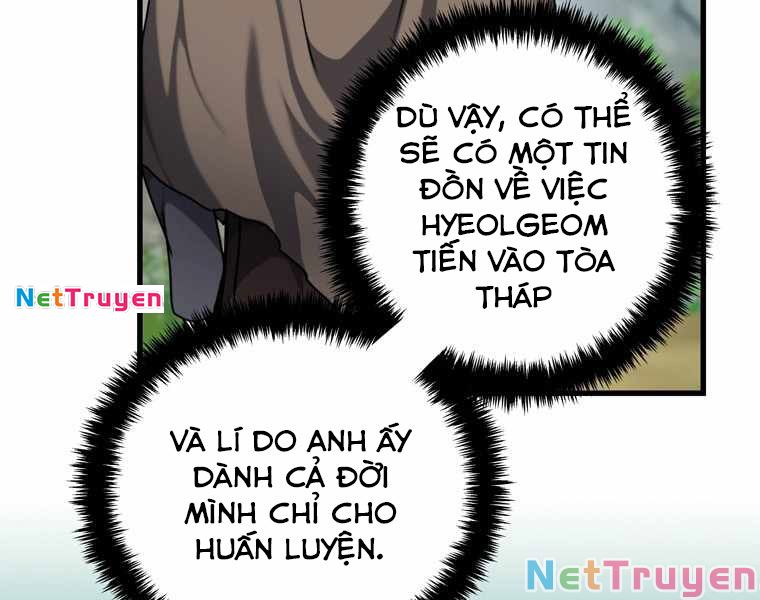 DÙ VẬY, CÓ THỂ
SẼ CÓ MỘT TIN
ĐỒN VỀ VIỆC
HYEOLGEOM
TIẾN VÀO TÒA
THÁP
NetTruyen
VÀ LÍ DO ANH ẤY
DÀNH CẢ ĐỜI
MÌNH CHỈ CHO
HUẤN LUYỆN.
NetTruyen